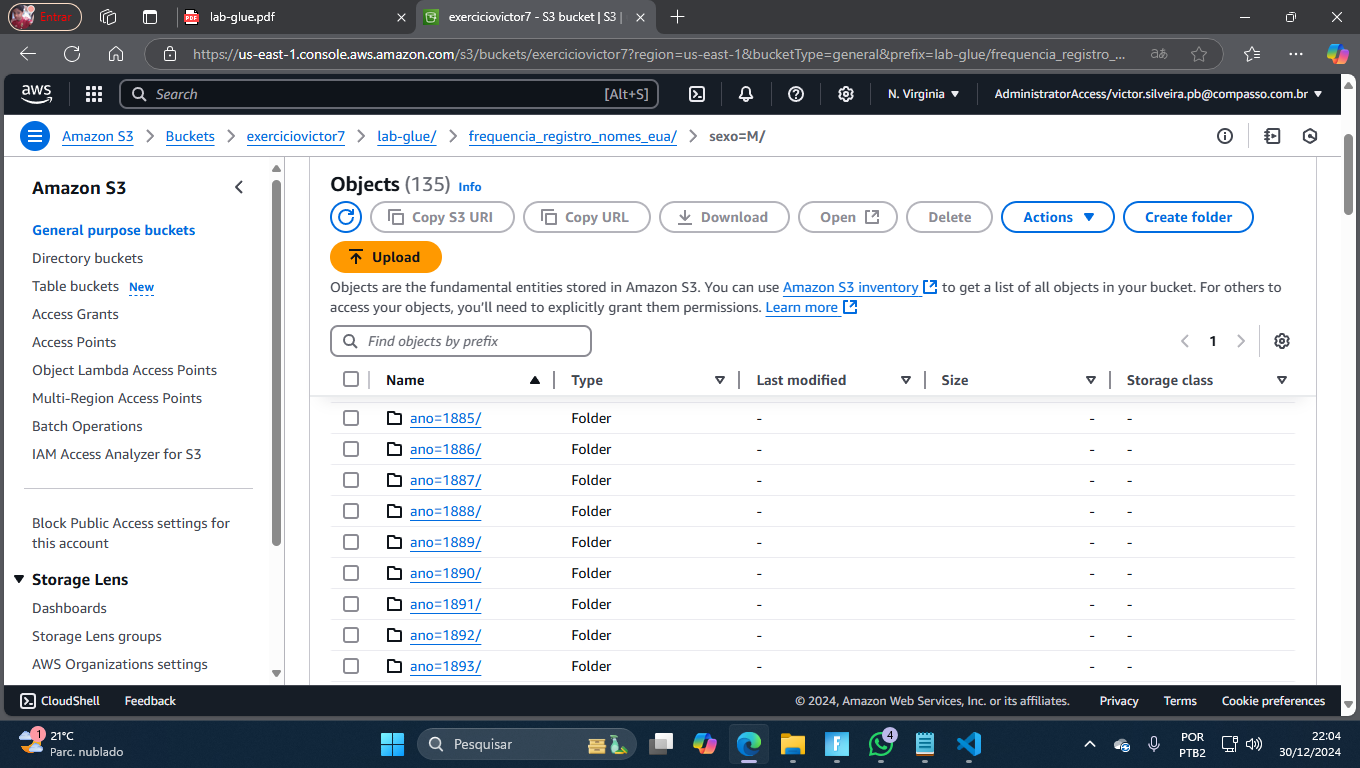 Entrar
lab-glue.pdf
exerciciovictor7 - S3 bucket | S3 |
https://us-east-1.console.aws.amazon.com/s3/buckets/exerciciovictor7?region=us-east-1&bucketType=general&prefix=lab-glue/frequencia_registro_...
aws
Search [Alt+S]
N. Virginia
AdministratorAccess/victor.silveira.pb@compasso.com.br
Amazon S3 > Buckets > exerciciovictor7 > lab-glue/ > frequencia_registro_nomes_eua/ > sexo=M/
Amazon S3
General purpose buckets
Directory buckets
Table buckets New
Access Grants
Access Points
Object Lambda Access Points
Multi-Region Access Points
Batch Operations
IAM Access Analyzer for S3
Block Public Access settings for
this account
Storage Lens
Dashboards
Storage Lens groups
AWS Organizations settings
Objects (135) Info
Copy S3 URI
Copy URL
Download
Open
Delete
Actions
Create folder
Upload
Objects are the fundamental entities stored in Amazon S3. You can use Amazon S3 inventory to get a list of all objects in your bucket. For others to
access your objects, you'll need to explicitly grant them permissions. Learn more
Find objects by prefix
1
Name Type Last modified Size Storage class
ano=1885/ Folder - - -
ano=1886/ Folder - - -
ano=1887/ Folder - - -
ano=1888/ Folder - - -
ano=1889/ Folder - - -
ano=1890/ Folder - - -
ano=1891/ Folder - - -
ano=1892/ Folder - - -
ano=1893/ Folder - - -
CloudShell Feedback
© 2024, Amazon Web Services, Inc. or its affiliates. Privacy Terms Cookie preferences
1
21°C
Parc. nublado
Pesquisar
4
POR
PTB2
22:04
30/12/2024